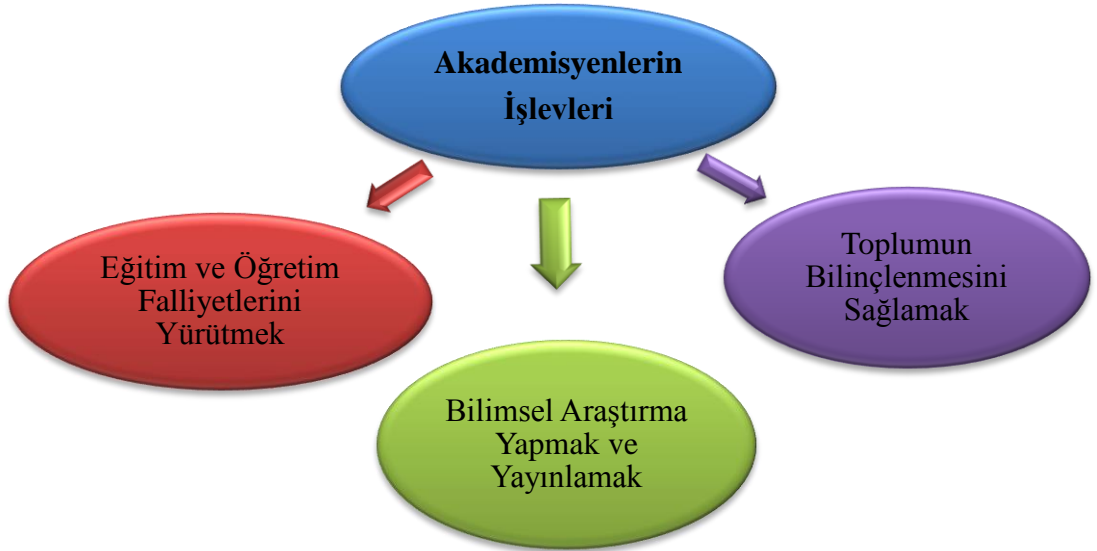 Akademisyenlerin
İşlevleri
Eğitim ve Öğretim
Falliyetlerini
Yürütmek
Bilimsel Araştırma
Yapmak ve
Yayınlamak
Toplumun
Bilinçlenmesini
Sağlamak